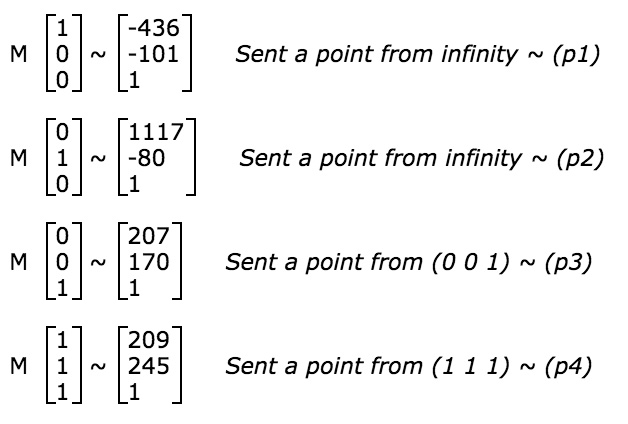 1 -436
M 0 ~ -101 Sent a point from infinity ~ (p1)
0 1
0 1117
M 1 ~ -80 Sent a point from infinity ~ (p2)
0 1
0 207
M 0 ~ 170 Sent a point from (0 0 1) ~ (p3)
1 1
1 209
M 1 ~ 245 Sent a point from (1 1 1) ~ (p4)
1 1